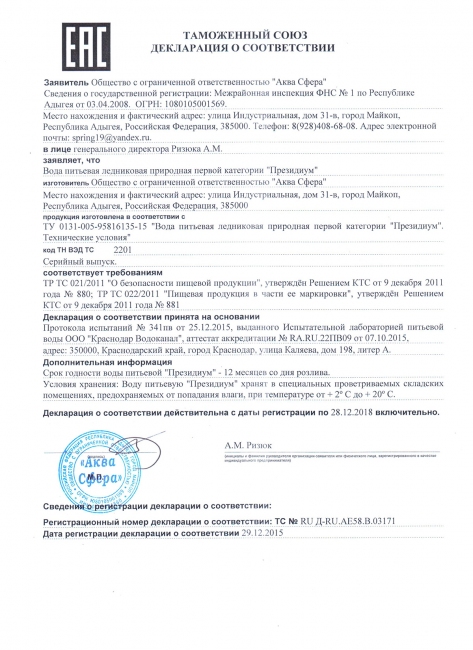 ЕАС
ТАМОЖЕННЫЙ СОЮЗ
ДЕКЛАРАЦИЯ О СООТВЕТСТВИИ
Заявитель Общество с ограниченной ответственностью "Аква Сфера"
Сведения о государственной регистрации: Межрайонная инспекция ФНС № 1 по Республике
Адыгея от 03.04.2008. ОГРН: 1080105001569.
Место нахождения и фактический адрес: улица Индустриальная, дом 31-в, город Майкоп,
Республика Адыгея, Российская Федерация, 385000. Телефон: 8(928)408-68-08. Адрес электронной
почты: spring19@yandex.ru.
в лице генерального директора Ризюка А.М.
заявляет, что
Вода питьевая ледниковая природная первой категории "Президиум"
изготовитель Общество с ограниченной ответственностью "Аква Сфера"
Место нахождения и фактический адрес: улица Индустриальная, дом 31-в, город Майкоп,
Республика Адыгея, Российская Федерация, 385000
продукция изготовлена в соответствии с
ТУ 0131-005-95816135-15 "Вода питьевая ледниковая природная первой категории "Президиум".
Технические условия"
код ТН ВЭД ТС 2201
Серийный выпуск.
соответствует требованиям
ТР ТС 021/2011 "О безопасности пищевой продукции", утверждён Решением КТС от 9 декабря 2011
года № 880; ТР ТС 022/2011 "Пищевая продукция в части ее маркировки", утверждён Решением
КТС от 9 декабря 2011 года № 881
Декларация о соответствии принята на основании
Протокола испытаний № 341пв от 25.12.2015, выданного Испытательной лабораторией питьевой
воды ООО "Краснодар Водоканал", аттестат аккредитации № RA.RU.22ПВ09 от 07.10.2015,
адрес: 350000, Краснодарский край, город Краснодар, улица Каляева, дом 198, литер А.
Дополнительная информация
Срок годности воды питьевой "Президиум" - 12 месяцев со дня розлива.
Условия хранения: Воду питьевую "Президиум" хранят в специальных проветриваемых складских
помещениях, предохраняемых от попадания влаги, при температуре от + 2° С до + 20° С.
Декларация о соответствии действительна с даты регистрации по 28.12.2018 включительно.
А.М. Ризюк
инициалы и фамилия руководителя организации-заявителя или физического лица, зарегистрированного в качестве
индивидуального предпринимателя
«Аква
Сфера»
М.П.
Сведения о регистрации декларации о соответствии:
Регистрационный номер декларации о соответствии: ТС № RU Д-RU.АЕ58.В.03171
Дата регистрации декларации о соответствии 29.12.2015